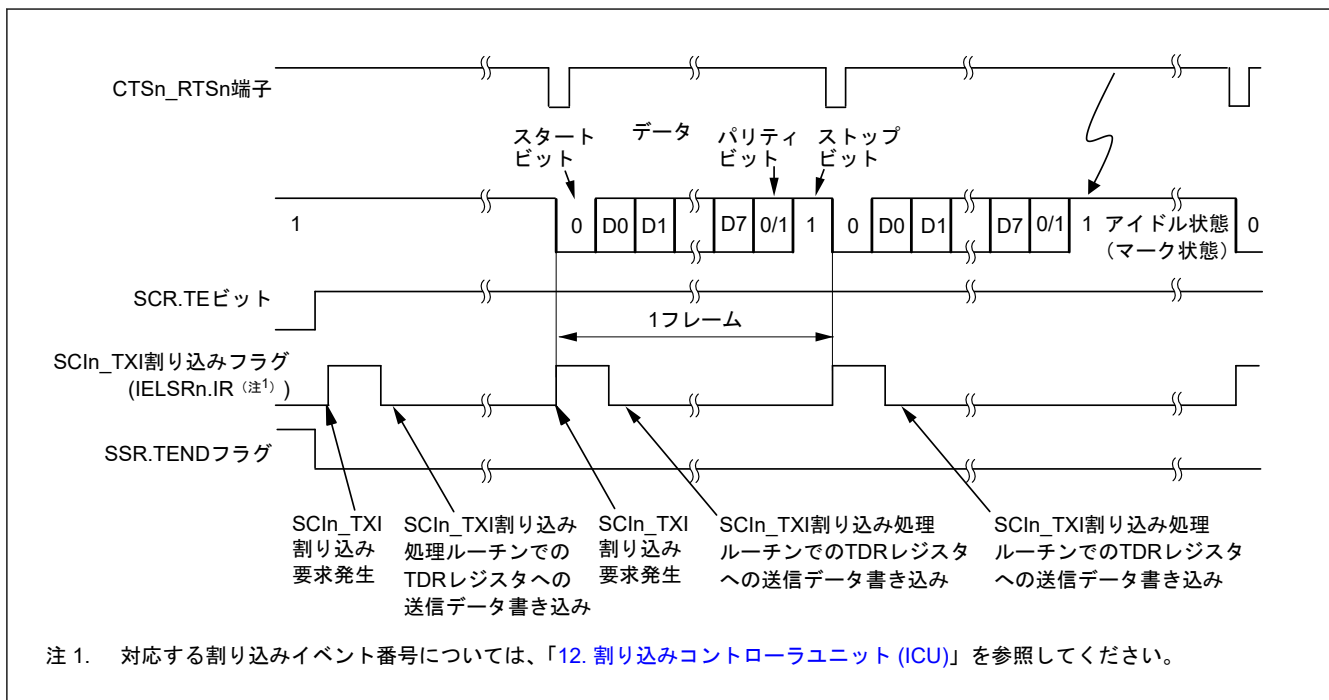 CTSn_RTSn端子
スタート
ビット
データ
パリティ
ビット
ストップ
ビット
1
0
D0
D1
D7
0/1
1
0
D0
D1
D7
0/1
1
アイドル状態
（マーク状態）
0
SCR.TEビット
1フレーム
SCIn_TXI割り込みフラグ
(IELSRn.IR（注1）)
SSR.TENDフラグ
SCIn_TXI
割り込み
要求発生
SCIn_TXI割り込み
処理ルーチンでの
TDRレジスタへの
送信データ書き込み
SCIn_TXI
割り込み
要求発生
SCIn_TXI割り込み処理
ルーチンでのTDRレジスタ
への送信データ書き込み
SCIn_TXI割り込み処理
ルーチンでのTDRレジスタ
への送信データ書き込み
注 1. 対応する割り込みイベント番号については、「12. 割り込みコントローラユニット (ICU)」を参照してください。